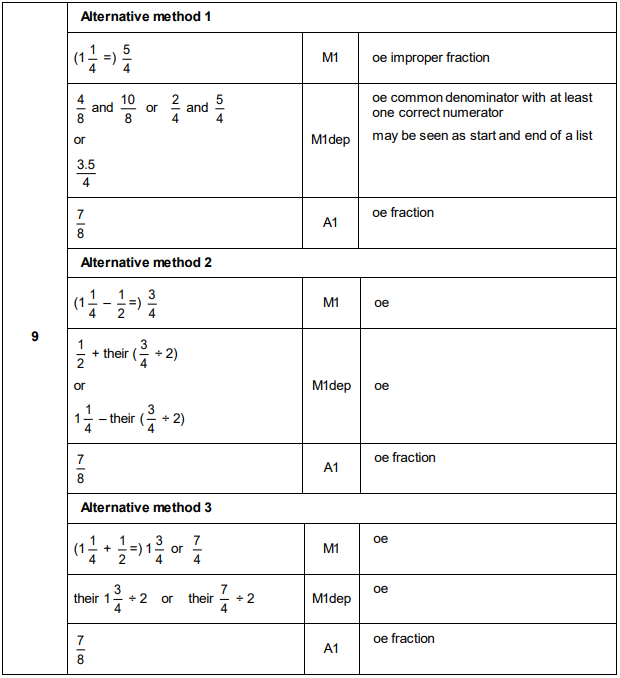 Alternative method 1
(1 1/4 =) 5/4
M1
oe improper fraction
4/8 and 10/8 or 2/4 and 5/4
or
3.5/4
M1dep
oe common denominator with at least
one correct numerator
may be seen as start and end of a list
7/8
A1
oe fraction
Alternative method 2
9
(1 1/4 – 1/2 =) 3/4
M1
oe
1/2 + their (3/4 ÷ 2)
or
1 1/4 – their (3/4 ÷ 2)
M1dep
oe
7/8
A1
oe fraction
Alternative method 3
(1 1/4 + 1/2 =) 1 3/4 or 7/4
M1
oe
their 1 3/4 ÷ 2 or their 7/4 ÷ 2
M1dep
oe
7/8
A1
oe fraction